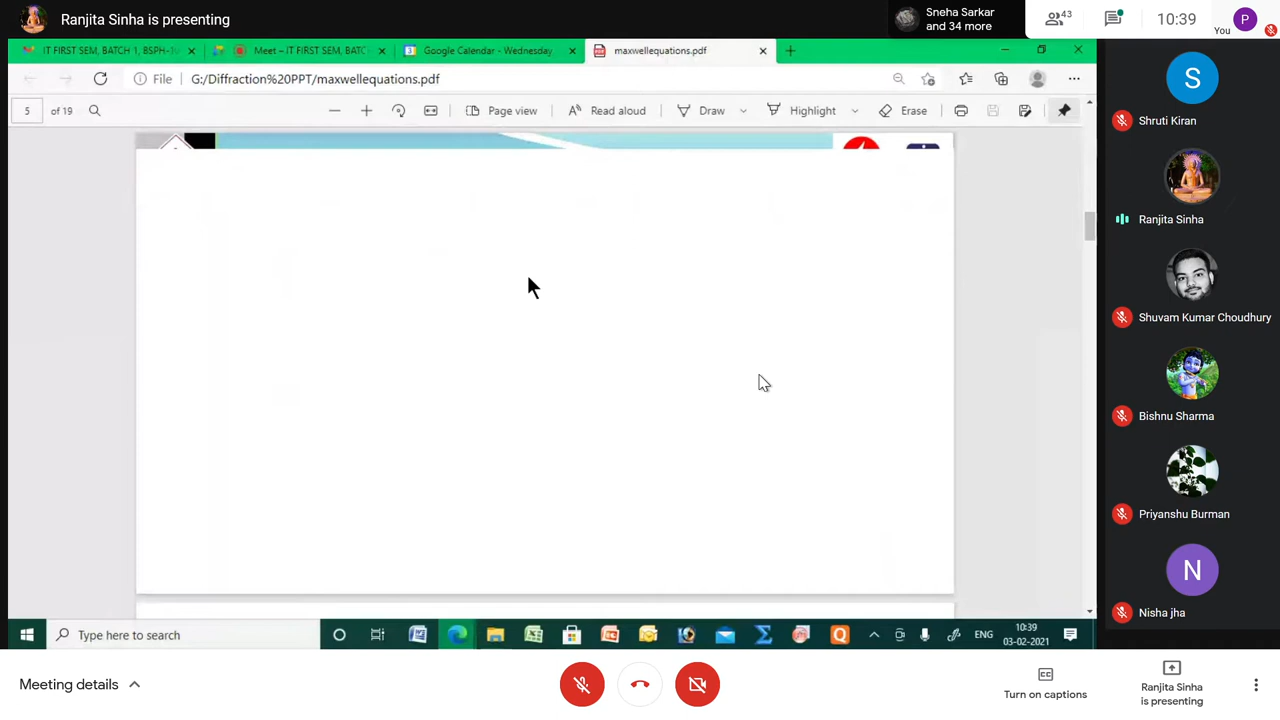 Ranjita Sinha is presenting
Sneha Sarkar
and 34 more
43
10:39
You
P
IT FIRST SEM, BATCH 1, BSPH-
Meet – IT FIRST SEM, BATC
Google Calendar - Wednesday,
maxwellequations.pdf
File
G:/Diffraction%20PPT/maxwellequations.pdf
5
of 19
Page view
Read aloud
Draw
Highlight
Erase
S
Shruti Kiran
Ranjita Sinha
Shuvam Kumar Choudhury
Bishnu Sharma
Priyanshu Burman
N
Nisha jha
Type here to search
ENG
10:39
03-02-2021
Meeting details
Turn on captions
Ranjita Sinha
is presenting